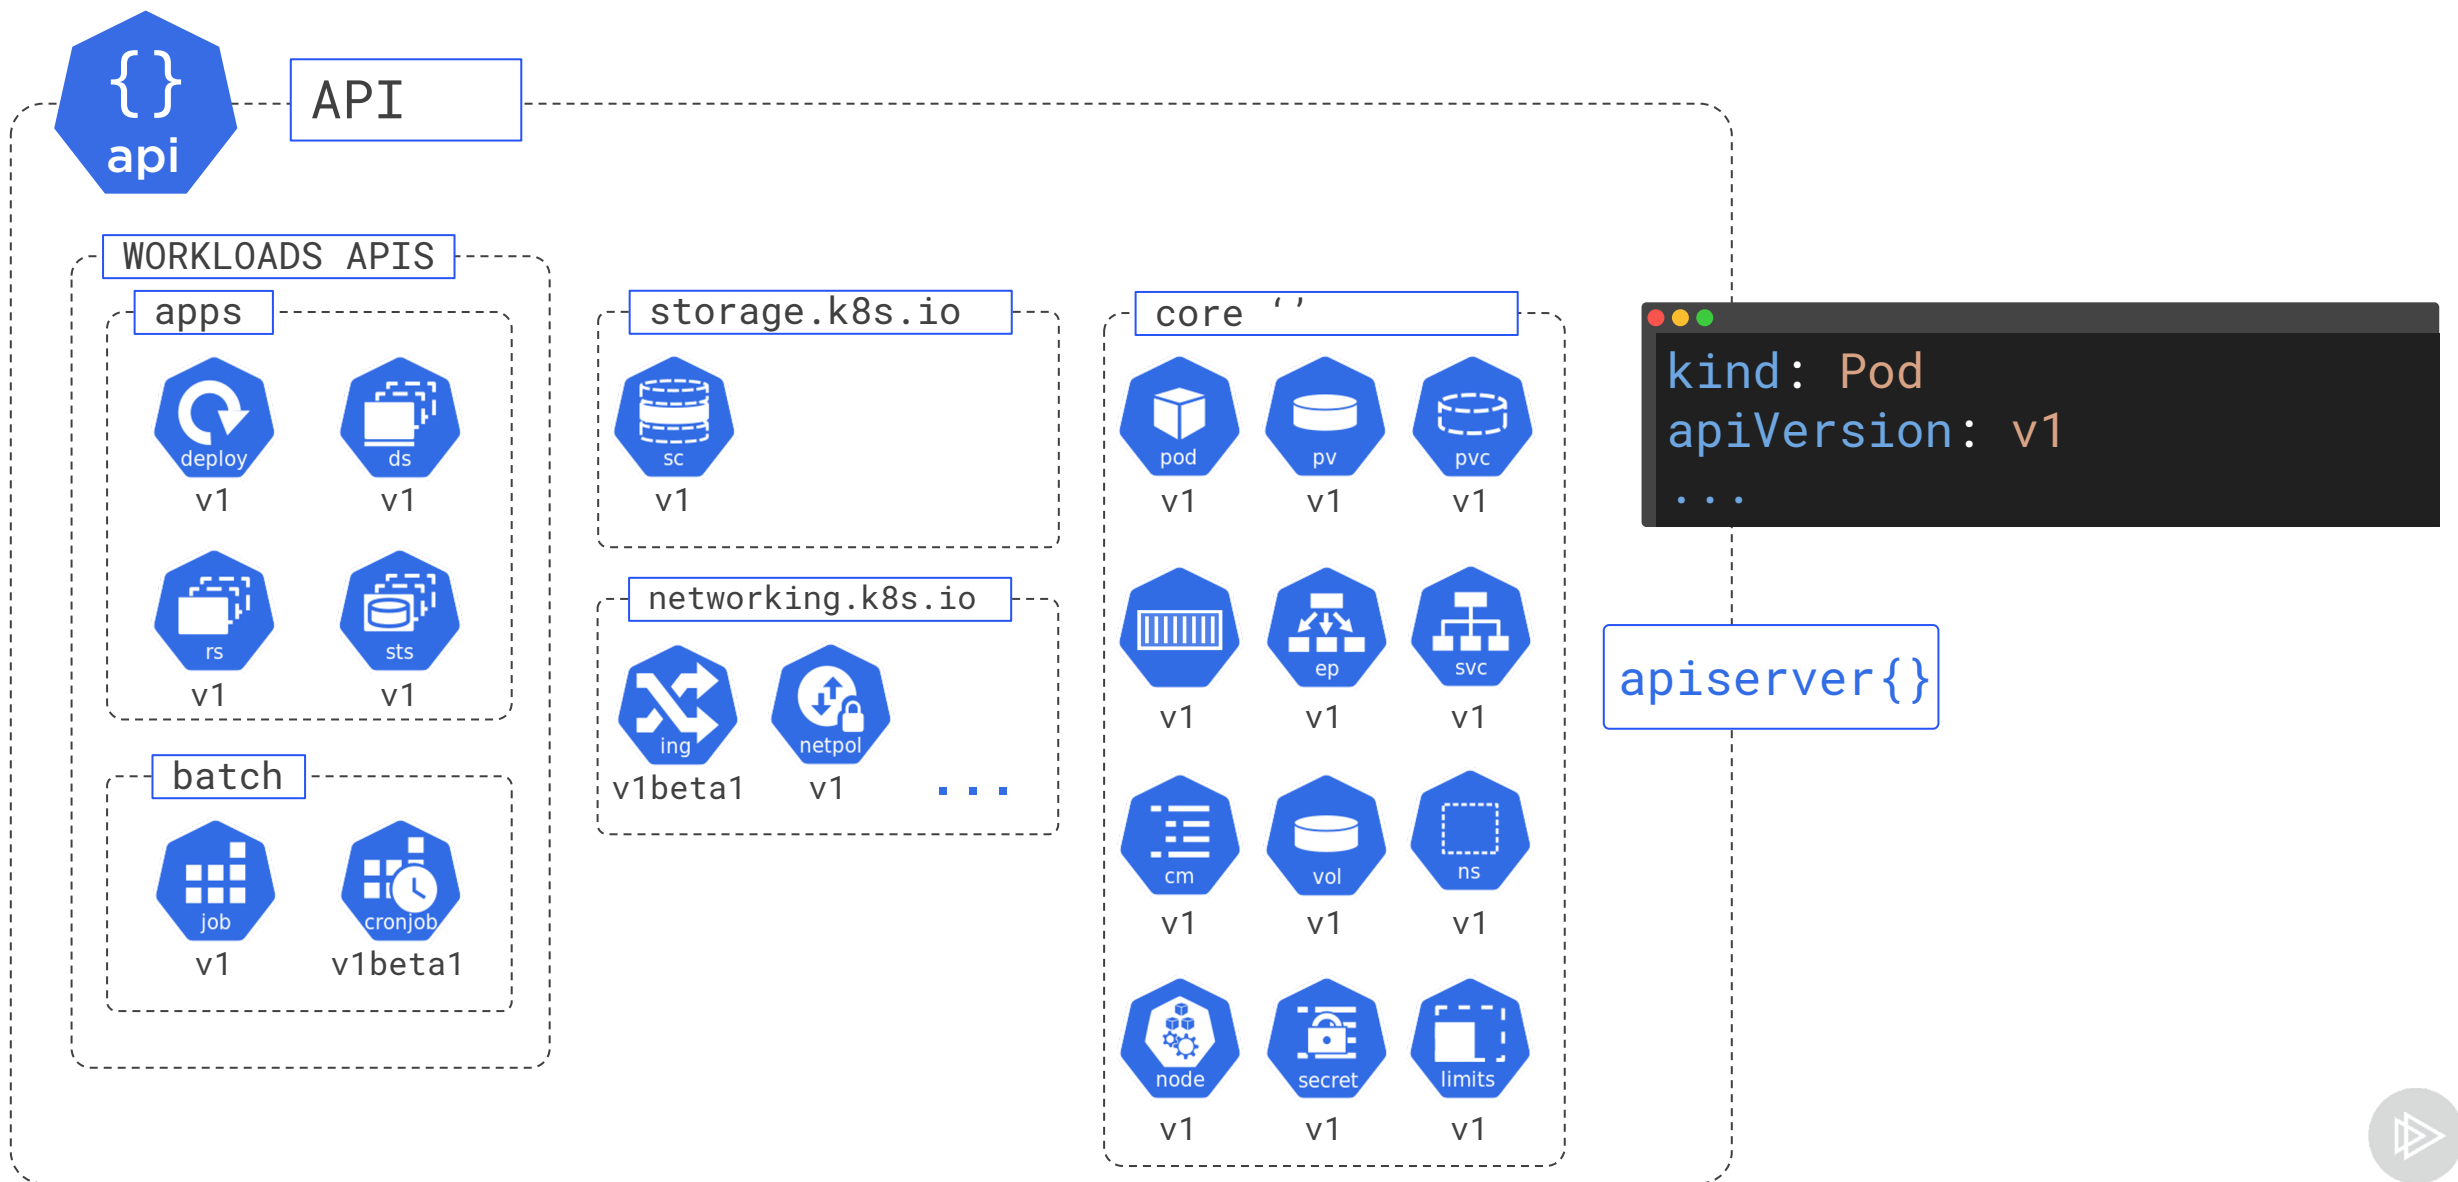 {}
api
API
WORKLOADS APIS
apps
deploy
v1
ds
v1
rs
v1
sts
v1
batch
job
v1
cronjob
v1beta1
storage.k8s.io
sc
v1
networking.k8s.io
ing
v1beta1
netpol
v1
...
core ‘’
pod
v1
pv
v1
pvc
v1
v1
ep
v1
svc
v1
cm
v1
vol
v1
ns
v1
node
v1
secret
v1
limits
v1
kind: Pod
apiVersion: v1
...
apiserver{}